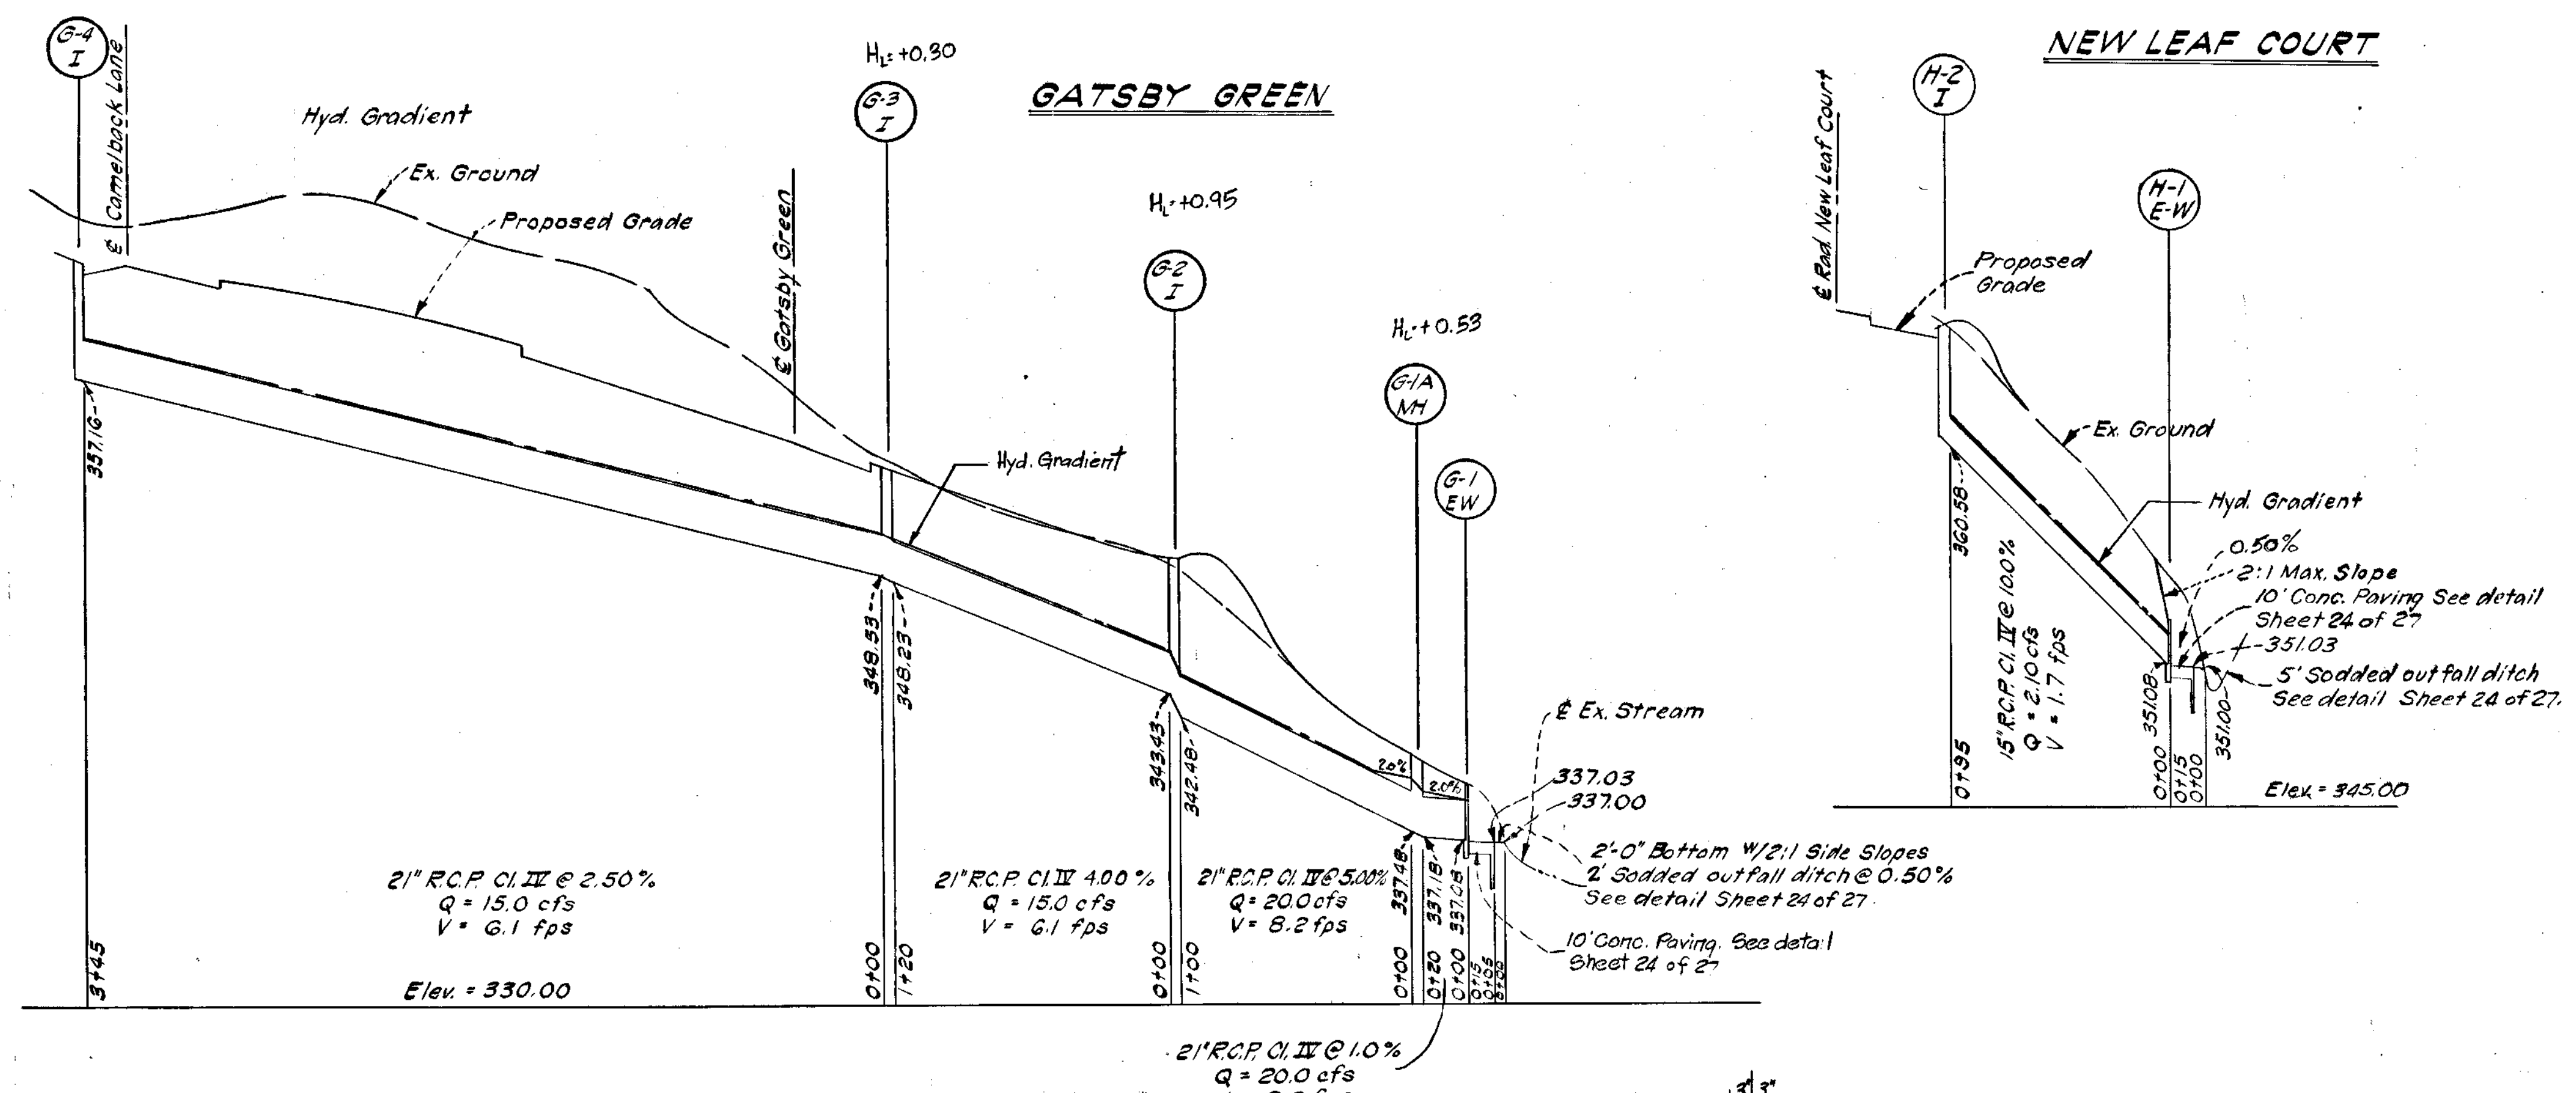 G-4
I
℄ Camelback Lane
Hyd. Gradient
Ex. Ground
Proposed Grade
℄ Gatsby Green
HL=+0.30
G-3
I
GATSBY GREEN
Hyd. Gradient
HL=+0.95
G-2
I
HL=+0.53
G-1A
MH
G-1
EW
2.0%
2.0%
℄ Ex. Stream
337.03
337.00
2'-0" Bottom W/2:1 Side Slopes
2' Sodded outfall ditch @ 0.50%
See detail Sheet 24 of 27
10' Conc. Paving. See detail
Sheet 24 of 27
357.16
348.53
348.23
343.43
342.48
337.48
337.18
337.08
21" R.C.P. Cl. IV @ 2.50%
Q = 15.0 cfs
V = 6.1 fps
21" R.C.P. Cl. IV 4.00 %
Q = 15.0 cfs
V = 6.1 fps
21" R.C.P. Cl. IV @ 5.00%
Q = 20.0 cfs
V = 8.2 fps
3+45
0+00
1+20
0+00
1+00
0+00
0+20
0+00
0+15
0+05
0+00
Elev. = 330.00
21" R.C.P. Cl. IV @ 1.0%
Q = 20.0 cfs
NEW LEAF COURT
℄ Rad. New Leaf Court
H-2
I
H-1
E-W
Proposed
Grade
Ex. Ground
Hyd. Gradient
0.50%
2:1 Max. Slope
10' Conc. Paving See detail
Sheet 24 of 27
351.03
5' Sodded outfall ditch
See detail Sheet 24 of 27.
360.58
15" R.C.P. Cl. IV @ 10.0%
Q = 2.10 cfs
V = 1.7 fps
351.08
351.00
0+95
0+00
0+15
0+00
Elev. = 345.00
3" 3"